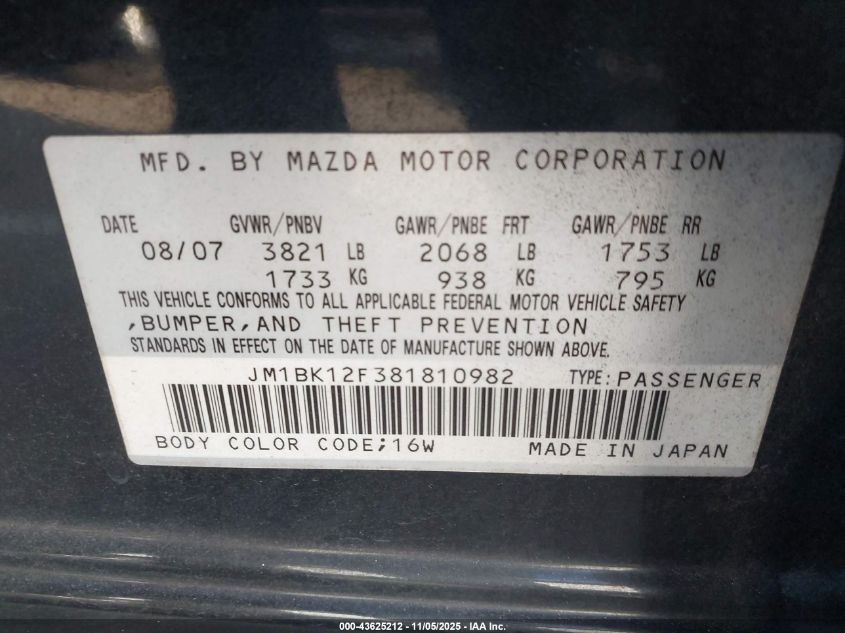 MFD. BY MAZDA MOTOR CORPORATION
DATE GVWR/PNBV GAWR/PNBE FRT GAWR/PNBE RR
08/07 3821 LB 2068 LB 1753 LB
1733 KG 938 KG 795 KG
THIS VEHICLE CONFORMS TO ALL APPLICABLE FEDERAL MOTOR VEHICLE SAFETY
,BUMPER,AND THEFT PREVENTION
STANDARDS IN EFFECT ON THE DATE OF MANUFACTURE SHOWN ABOVE.
JM1BK12F381810982 TYPE:PASSENGER
BODY COLOR CODE;16W MADE IN JAPAN
000-43625212 - 11/05/2025 - IAA Inc.